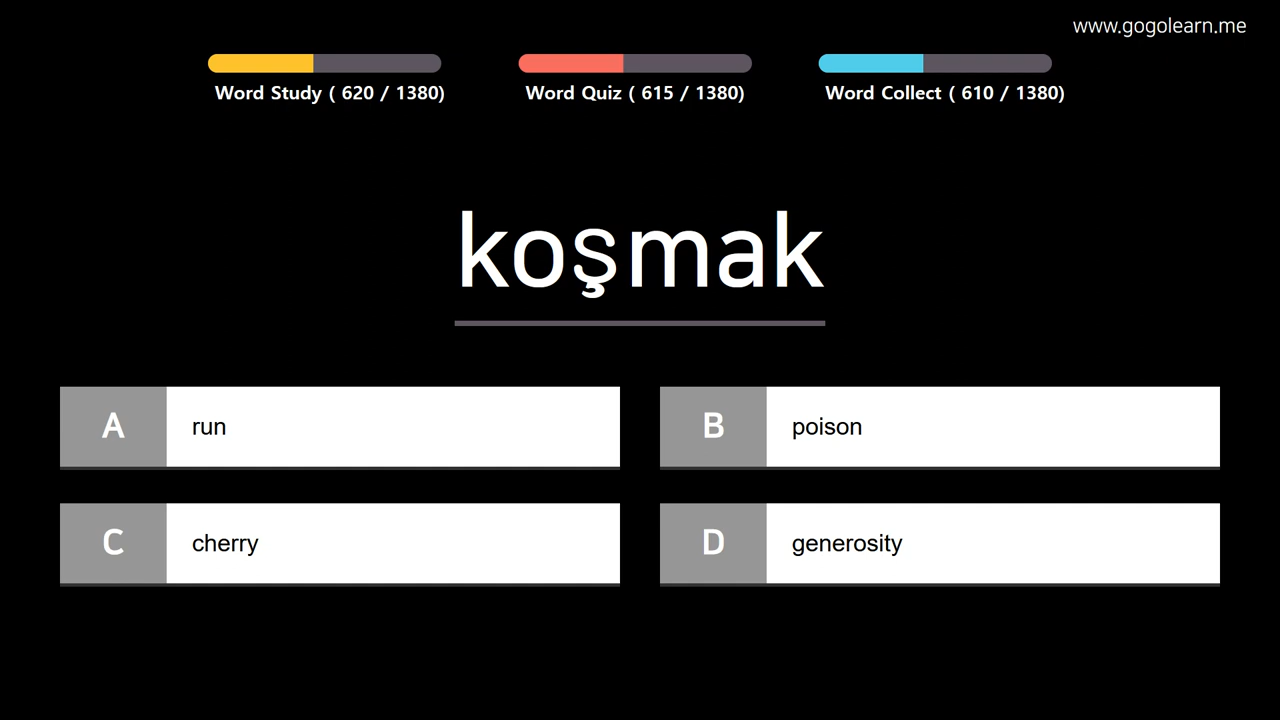 www.gogolearn.me
Word Study ( 620 / 1380)
Word Quiz ( 615 / 1380)
Word Collect ( 610 / 1380)
koşmak
A run
B poison
C cherry
D generosity